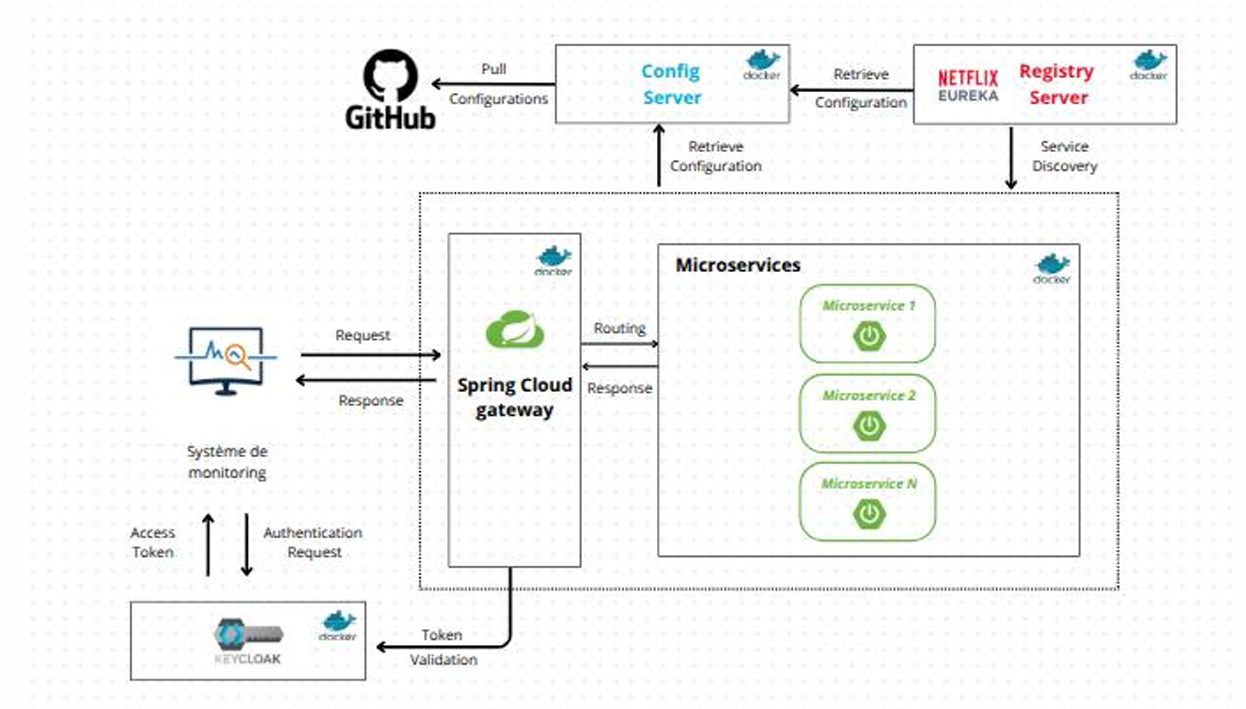 GitHub
Pull
Configurations
Config
Server
docker
Retrieve
Configuration
NETFLIX
EUREKA
Registry
Server
docker
Retrieve
Configuration
Service
Discovery
docker
Spring Cloud
gateway
Routing
Response
Microservices
docker
Microservice 1
Microservice 2
Microservice N
Request
Response
Système de
monitoring
Access
Token
Authentication
Request
KEYCLOAK
docker
Token
Validation